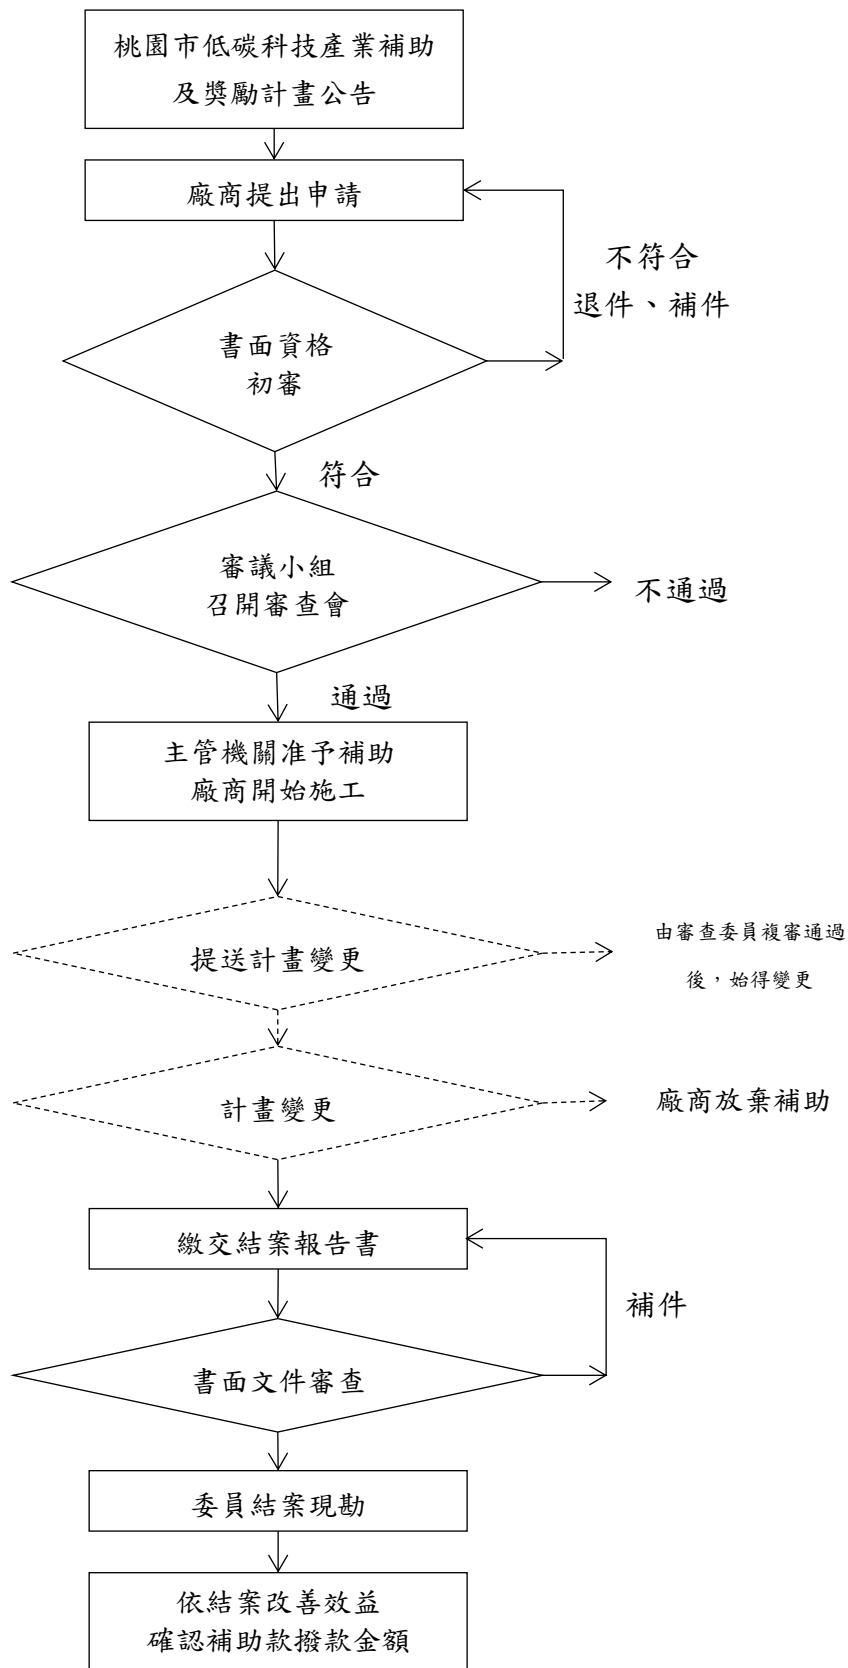 桃園市低碳科技產業補助
及獎勵計畫公告
廠商提出申請
不符合
退件、補件
書面資格
初審
符合
審議小組
召開審查會
不通過
通過
主管機關准予補助
廠商開始施工
提送計畫變更
由審查委員複審通過
後，始得變更
計畫變更
廠商放棄補助
繳交結案報告書
補件
書面文件審查
委員結案現勘
依結案改善效益
確認補助款撥款金額